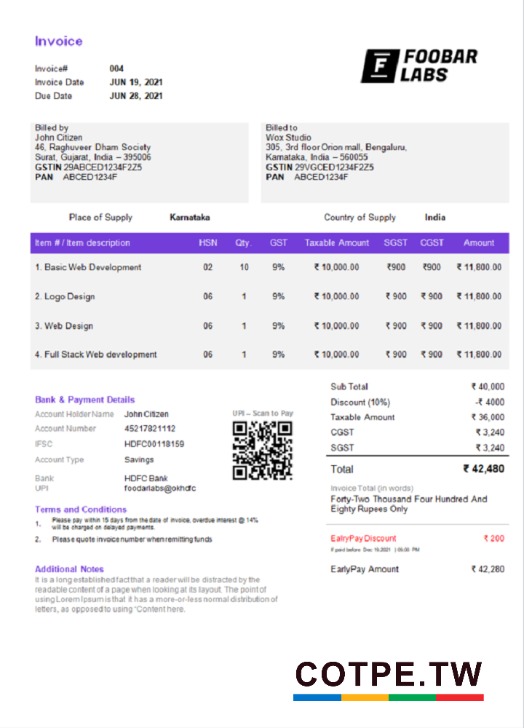 Invoice
FOOBAR
LABS
Invoice# 004
Invoice Date JUN 19, 2021
Due Date JUN 28, 2021
Billed by
John Citizen
46, Raghuveer Dham Society
Surat, Gujarat, India – 395006
GSTIN 29ABCED1234F2Z5
PAN ABCED1234F
Billed to
Wox Studio
305, 3rd floor Orion mall, Bengaluru,
Karnataka, India – 560055
GSTIN 29VGCED1234F2Z5
PAN ABCED1234F
Place of Supply Karnataka Country of Supply India
Item # / Item description HSN Qty. GST Taxable Amount SGST CGST Amount
1. Basic Web Development 02 10 9% ₹ 10,000.00 ₹900 ₹900 ₹ 11,800.00
2. Logo Design 06 1 9% ₹ 10,000.00 ₹ 900 ₹ 900 ₹ 11,800.00
3. Web Design 06 1 9% ₹ 10,000.00 ₹ 900 ₹ 900 ₹ 11,800.00
4. Full Stack Web development 06 1 9% ₹ 10,000.00 ₹ 900 ₹ 900 ₹ 11,800.00
Bank & Payment Details
Account Holder Name John Citizen
Account Number 45217821112
IFSC HDFC00118159
Account Type Savings
Bank HDFC Bank
UPI foodarlabs@okhdfc
UPI – Scan to Pay
Sub Total ₹ 40,000
Discount (10%) -₹ 4000
Taxable Amount ₹ 36,000
CGST ₹ 3,240
SGST ₹ 3,240
Total ₹ 42,480
Invoice Total (in words)
Forty-Two Thousand Four Hundred And
Eighty Rupees Only
EalryPay Discount ₹ 200
If paid before Dec 19,2021 | 05:00 PM
EarlyPay Amount ₹ 42,280
Terms and Conditions
1. Please pay within 15 days from the date of invoice, overdue interest @ 14%
will be charged on delayed payments.
2. Please quote invoice number when remitting funds
Additional Notes
It is a long established fact that a reader will be distracted by the
readable content of a page when looking at its layout. The point of
using Lorem Ipsum is that it has a more-or-less normal distribution of
letters, as opposed to using 'Content here.
COTPE.TW